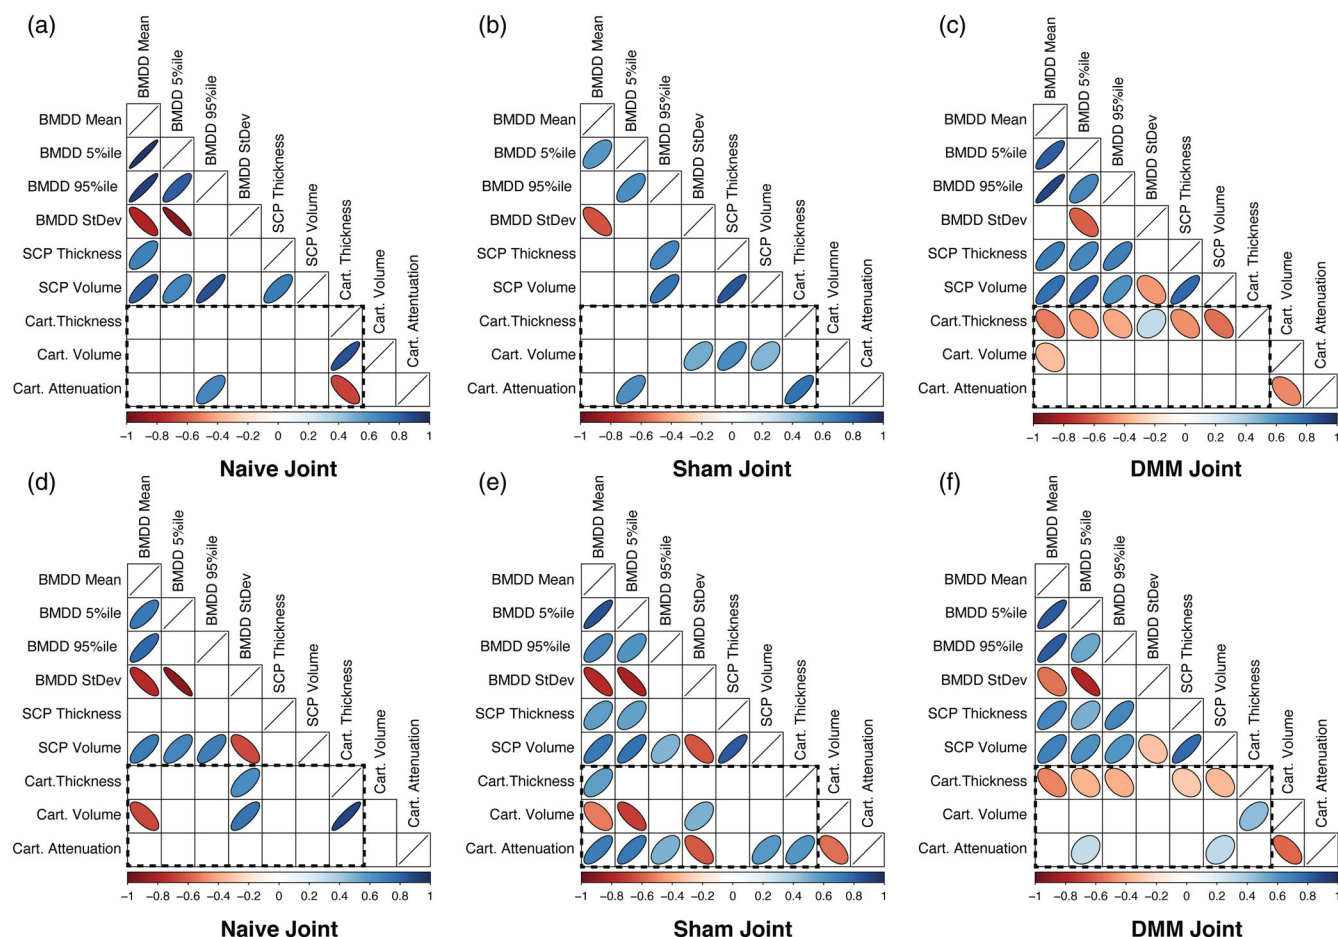 (a)
BMDD Mean
BMDD 5%ile
BMDD 95%ile
BMDD StDev
SCP Thickness
SCP Volume
Cart. Thickness
Cart. Volume
Cart. Attenuation
BMDD Mean
BMDD 5%ile
BMDD 95%ile
BMDD StDev
SCP Thickness
SCP Volume
Cart.Thickness
Cart. Volume
Cart. Attenuation
−1 −0.8 −0.6 −0.4 −0.2 0 0.2 0.4 0.6 0.8 1
Naive Joint
(b)
BMDD Mean
BMDD 5%ile
BMDD 95%ile
BMDD StDev
SCP Thickness
SCP Volume
Cart. Thickness
Cart. Volumne
Cart. Attenuation
BMDD Mean
BMDD 5%ile
BMDD 95%ile
BMDD StDev
SCP Thickness
SCP Volume
Cart.Thickness
Cart. Volume
Cart. Attenuation
−1 −0.8 −0.6 −0.4 −0.2 0 0.2 0.4 0.6 0.8 1
Sham Joint
(c)
BMDD Mean
BMDD 5%ile
BMDD 95%ile
BMDD StDev
SCP Thickness
SCP Volume
Cart. Thickness
Cart. Volume
Cart. Attenuation
BMDD Mean
BMDD 5%ile
BMDD 95%ile
BMDD StDev
SCP Thickness
SCP Volume
Cart.Thickness
Cart. Volume
Cart. Attenuation
−1 −0.8 −0.6 −0.4 −0.2 0 0.2 0.4 0.6 0.8 1
DMM Joint
(d)
BMDD Mean
BMDD 5%ile
BMDD 95%ile
BMDD StDev
SCP Thickness
SCP Volume
Cart. Thickness
Cart. Volume
Cart. Attenuation
BMDD Mean
BMDD 5%ile
BMDD 95%ile
BMDD StDev
SCP Thickness
SCP Volume
Cart.Thickness
Cart. Volume
Cart. Attenuation
−1 −0.8 −0.6 −0.4 −0.2 0 0.2 0.4 0.6 0.8 1
Naive Joint
(e)
BMDD Mean
BMDD 5%ile
BMDD 95%ile
BMDD StDev
SCP Thickness
SCP Volume
Cart. Thickness
Cart. Volume
Cart. Attenuation
BMDD Mean
BMDD 5%ile
BMDD 95%ile
BMDD StDev
SCP Thickness
SCP Volume
Cart.Thickness
Cart. Volume
Cart. Attenuation
−1 −0.8 −0.6 −0.4 −0.2 0 0.2 0.4 0.6 0.8 1
Sham Joint
(f)
BMDD Mean
BMDD 5%ile
BMDD 95%ile
BMDD StDev
SCP Thickness
SCP Volume
Cart. Thickness
Cart. Volume
Cart. Attenuation
BMDD Mean
BMDD 5%ile
BMDD 95%ile
BMDD StDev
SCP Thickness
SCP Volume
Cart.Thickness
Cart. Volume
Cart. Attenuation
−1 −0.8 −0.6 −0.4 −0.2 0 0.2 0.4 0.6 0.8 1
DMM Joint